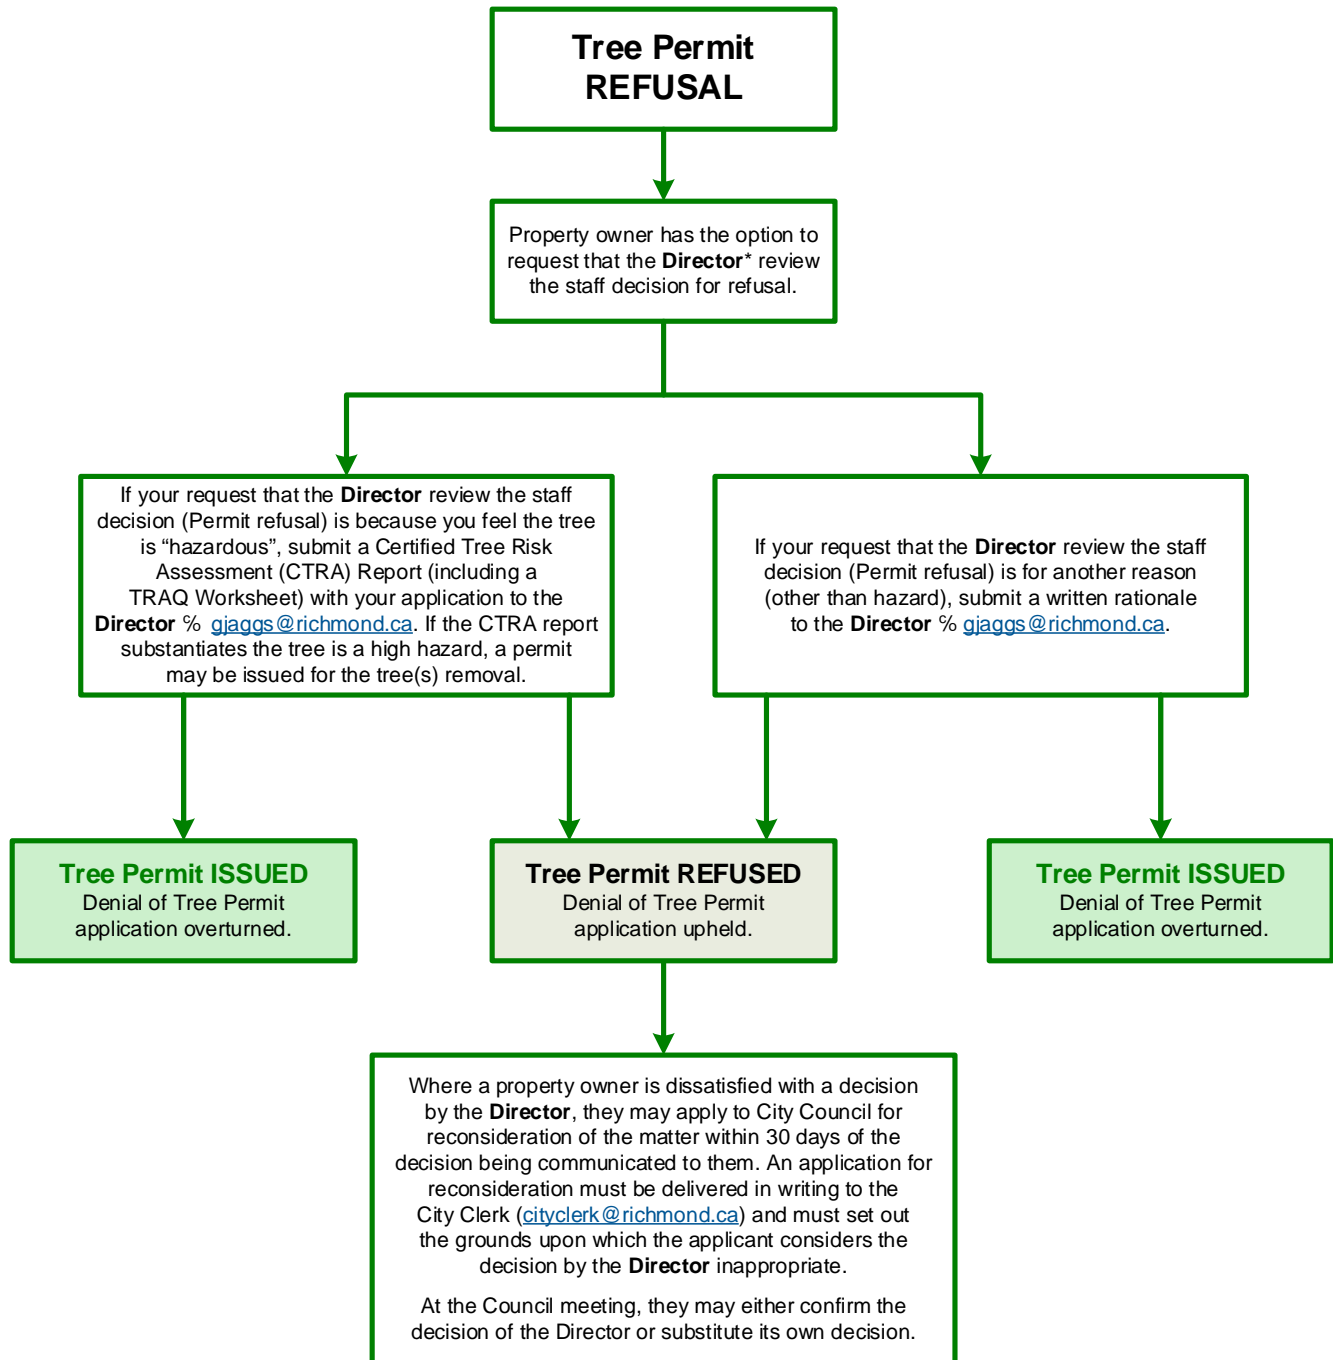 Tree Permit
REFUSAL
Property owner has the option to
request that the Director* review
the staff decision for refusal.
If your request that the Director review the staff
decision (Permit refusal) is because you feel the tree
is “hazardous”, submit a Certified Tree Risk
Assessment (CTRA) Report (including a
TRAQ Worksheet) with your application to the
Director ℅ gjaggs@richmond.ca. If the CTRA report
substantiates the tree is a high hazard, a permit
may be issued for the tree(s) removal.
If your request that the Director review the staff
decision (Permit refusal) is for another reason
(other than hazard), submit a written rationale
to the Director ℅ gjaggs@richmond.ca.
Tree Permit ISSUED
Denial of Tree Permit
application overturned.
Tree Permit REFUSED
Denial of Tree Permit
application upheld.
Tree Permit ISSUED
Denial of Tree Permit
application overturned.
Where a property owner is dissatisfied with a decision
by the Director, they may apply to City Council for
reconsideration of the matter within 30 days of the
decision being communicated to them. An application for
reconsideration must be delivered in writing to the
City Clerk (cityclerk@richmond.ca) and must set out
the grounds upon which the applicant considers the
decision by the Director inappropriate.
At the Council meeting, they may either confirm the
decision of the Director or substitute its own decision.